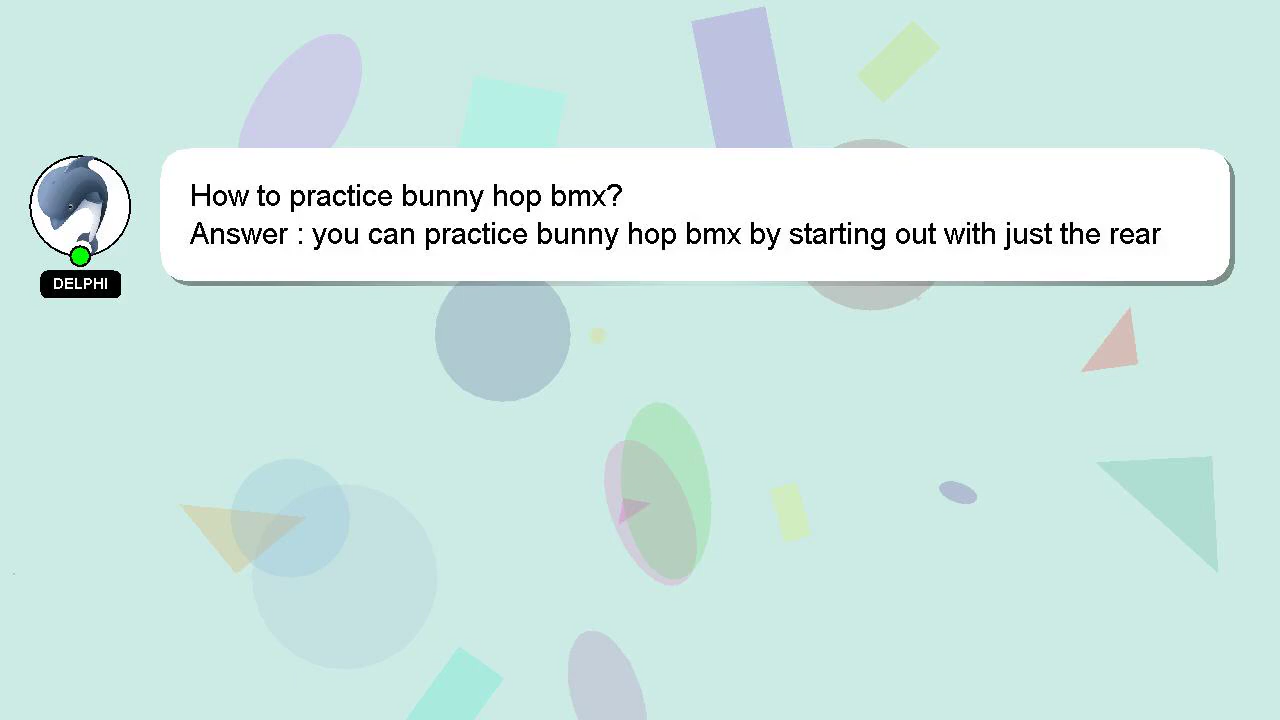 How to practice bunny hop bmx?
Answer : you can practice bunny hop bmx by starting out with just the rear
DELPHI